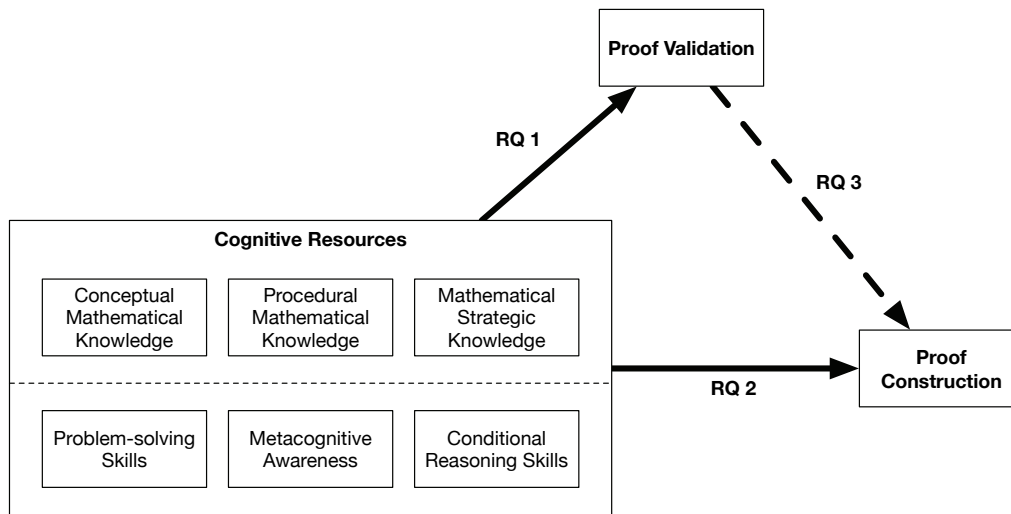 Proof Validation
RQ 1
RQ 3
Cognitive Resources
Conceptual
Mathematical
Knowledge
Procedural
Mathematical
Knowledge
Mathematical
Strategic
Knowledge
Proof
Construction
RQ 2
Problem-solving
Skills
Metacognitive
Awareness
Conditional
Reasoning Skills